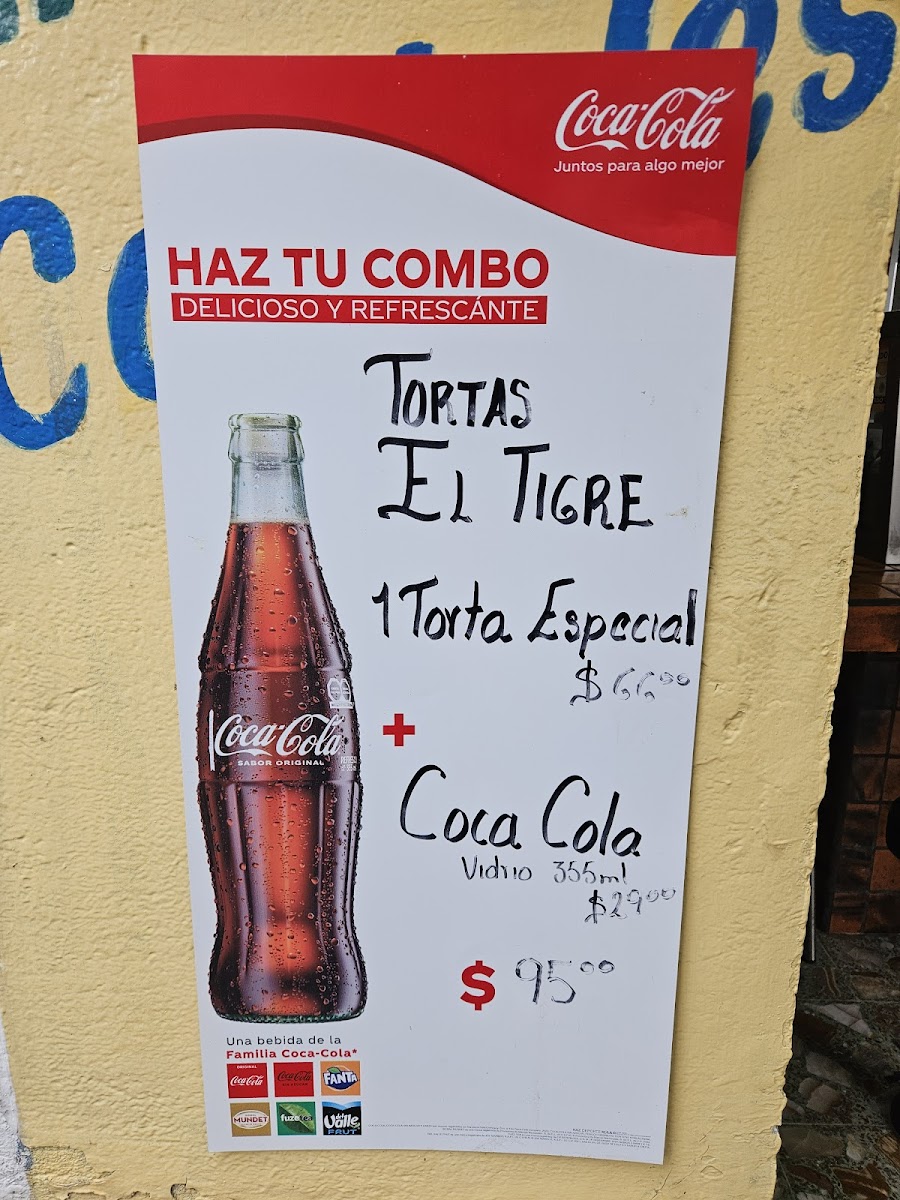 Coca-Cola
Juntos para algo mejor
HAZ TU COMBO
DELICIOSO Y REFRESCÁNTE
TORTAS
EL TIGRE
1 Torta Especial
$66.00
Coca-Cola
SABOR ORIGINAL
+
Coca Cola
Vidrio 355ml
$29.00
$ 95.00
Una bebida de la
Familia Coca-Cola*
ORIGINAL
Coca-Cola
Coca-Cola
FANTA
MUNDET
fuze tea
del Valle
FRUT